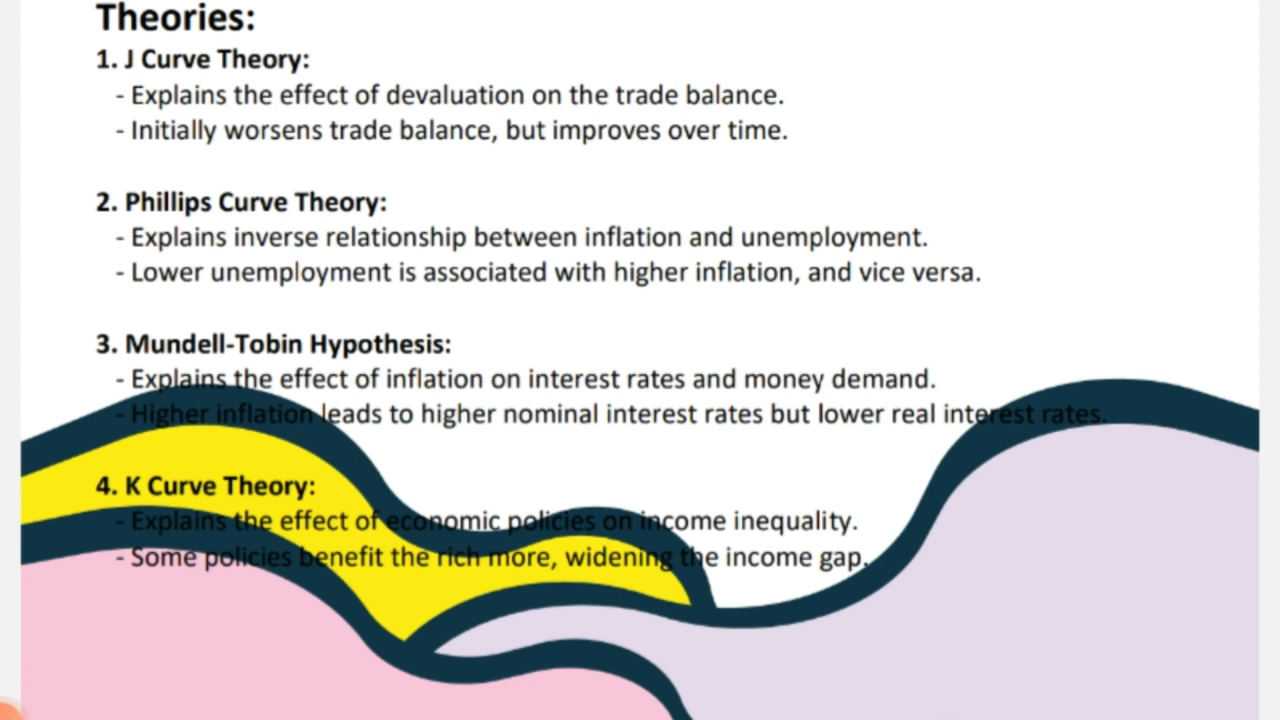 Theories:
1. J Curve Theory:
- Explains the effect of devaluation on the trade balance.
- Initially worsens trade balance, but improves over time.
2. Phillips Curve Theory:
- Explains inverse relationship between inflation and unemployment.
- Lower unemployment is associated with higher inflation, and vice versa.
3. Mundell-Tobin Hypothesis:
- Explains the effect of inflation on interest rates and money demand.
- Higher inflation leads to higher nominal interest rates but lower real interest rates.
4. K Curve Theory:
- Explains the effect of economic policies on income inequality.
- Some policies benefit the rich more, widening the income gap.